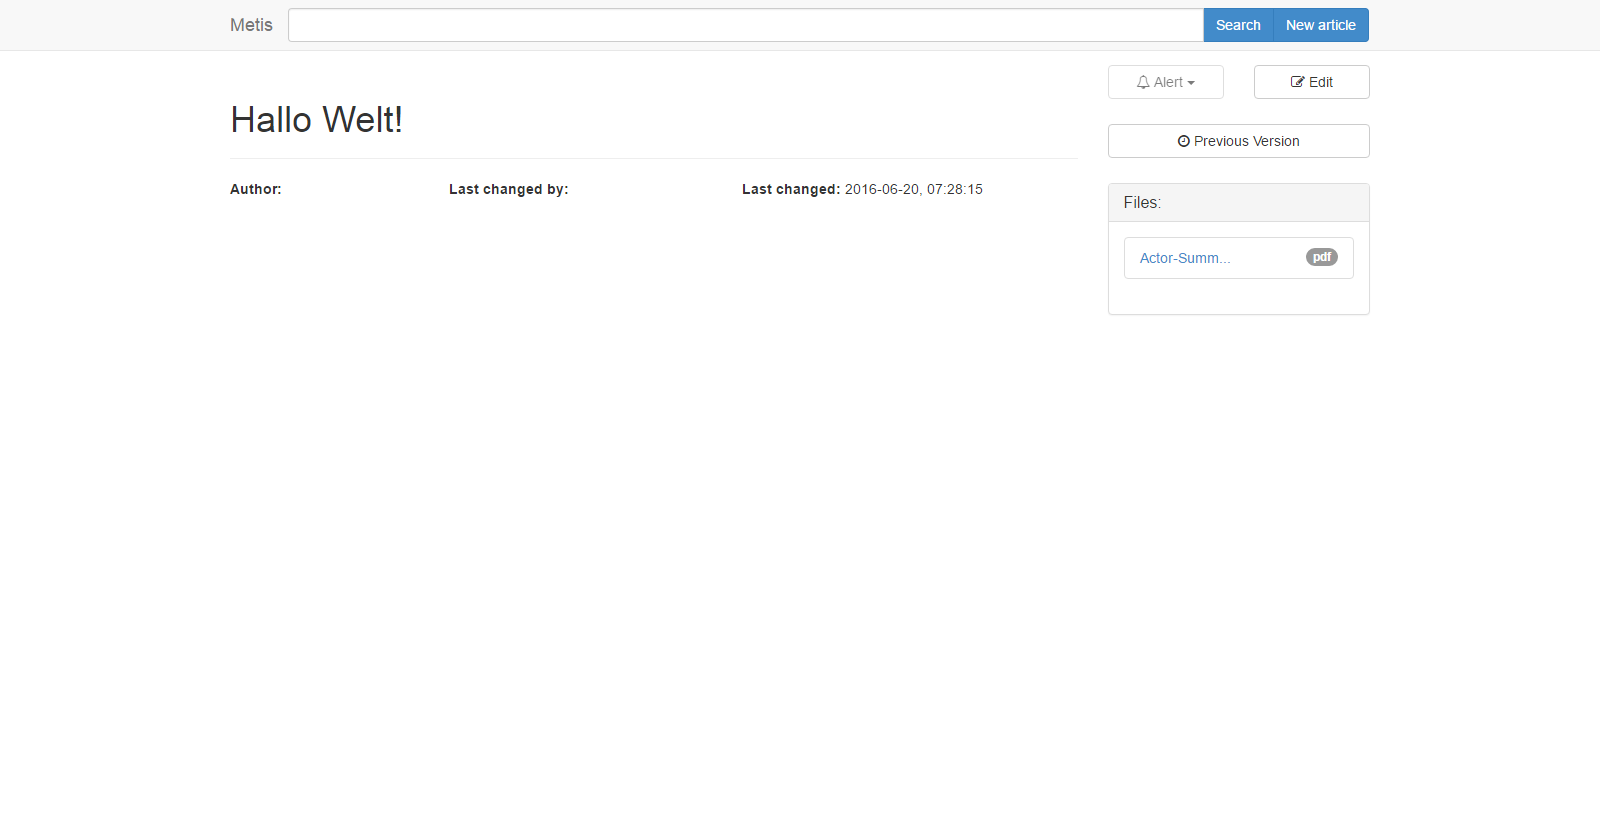 Metis Search New article
Alert Edit
Hallo Welt!
Previous Version
Author: Last changed by: Last changed: 2016-06-20, 07:28:15
Files:
Actor-Summ... pdf